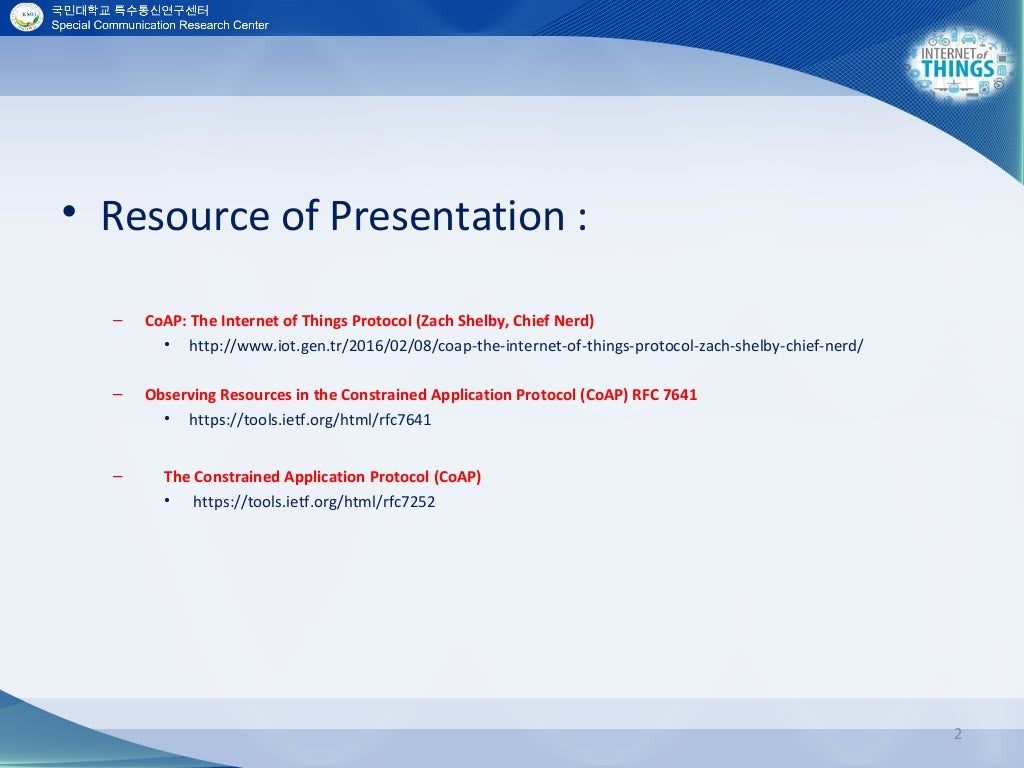 국민대학교 특수통신연구센터
Special Communication Research Center
KMU
INTERNET of
THINGS
• Resource of Presentation :
– CoAP: The Internet of Things Protocol (Zach Shelby, Chief Nerd)
• http://www.iot.gen.tr/2016/02/08/coap-the-internet-of-things-protocol-zach-shelby-chief-nerd/
– Observing Resources in the Constrained Application Protocol (CoAP) RFC 7641
• https://tools.ietf.org/html/rfc7641
– The Constrained Application Protocol (CoAP)
• https://tools.ietf.org/html/rfc7252
2